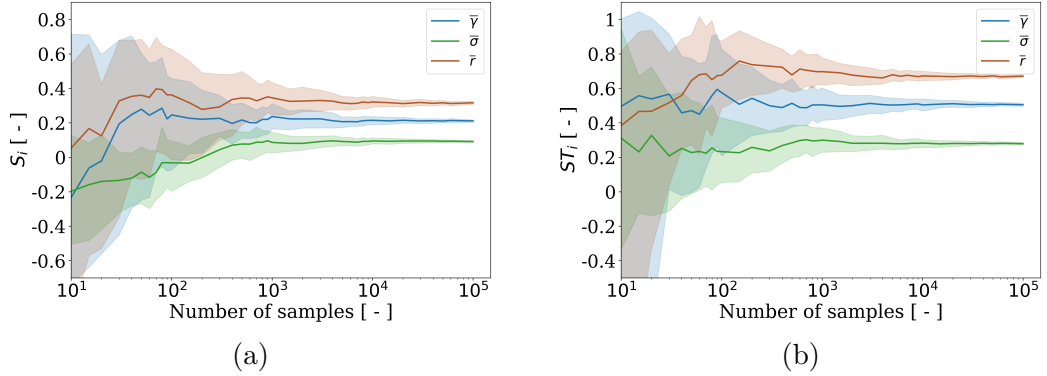 0.8
0.6
0.4
0.2
0
-0.2
-0.4
-0.6
S_i [ - ]
10^1
10^2
10^3
10^4
10^5
Number of samples [ - ]
γ̅
σ̅
r̅
(a)
1
0.8
0.6
0.4
0.2
0
-0.2
-0.4
ST_i [ - ]
10^1
10^2
10^3
10^4
10^5
Number of samples [ - ]
γ̅
σ̅
r̅
(b)